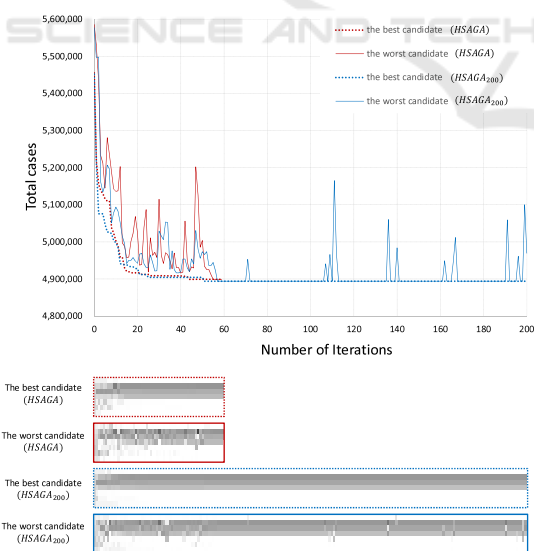 SCIENCE AND TECH
5,600,000
5,500,000
5,400,000
5,300,000
5,200,000
5,100,000
5,000,000
4,900,000
4,800,000
Total cases
the best candidate (HSAGA)
the worst candidate (HSAGA)
the best candidate (HSAGA₂₀₀)
the worst candidate (HSAGA₂₀₀)
0 20 40 60 80 100 120 140 160 180 200
Number of Iterations
The best candidate
(HSAGA)
The worst candidate
(HSAGA)
The best candidate
(HSAGA₂₀₀)
The worst candidate
(HSAGA₂₀₀)